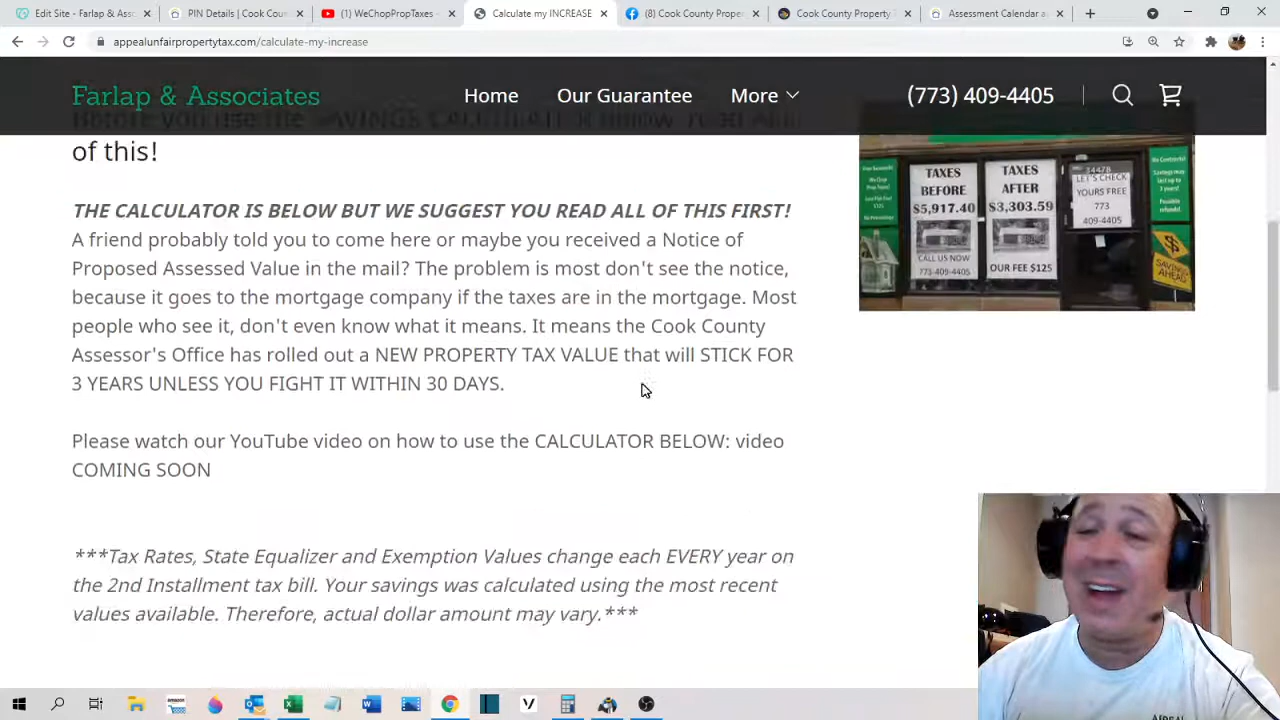 Edit Site - Farlap & Assoc
PIN Details | Cook Coun
(1) WeChopPropTaxes -
Calculate my INCREASE
(8) Cook County Proper
Cook County Property T
Assessment Calendar a
appealunfairpropertytax.com/calculate-my-increase
Farlap & Associates
Home
Our Guarantee
More
(773) 409-4405
of this!
THE CALCULATOR IS BELOW BUT WE SUGGEST YOU READ ALL OF THIS FIRST!
A friend probably told you to come here or maybe you received a Notice of
Proposed Assessed Value in the mail? The problem is most don't see the notice,
because it goes to the mortgage company if the taxes are in the mortgage. Most
people who see it, don't even know what it means. It means the Cook County
Assessor's Office has rolled out a NEW PROPERTY TAX VALUE that will STICK FOR
3 YEARS UNLESS YOU FIGHT IT WITHIN 30 DAYS.
Please watch our YouTube video on how to use the CALCULATOR BELOW: video
COMING SOON
***Tax Rates, State Equalizer and Exemption Values change each EVERY year on
the 2nd Installment tax bill. Your savings was calculated using the most recent
values available. Therefore, actual dollar amount may vary.***
TAXES
BEFORE
$5,917.40
CALL US NOW
773-409-4405
TAXES
AFTER
$3,303.59
OUR FEE $125
3447B
LET'S CHECK
YOURS FREE
773
409-4405
SAVINGS
AHEAD